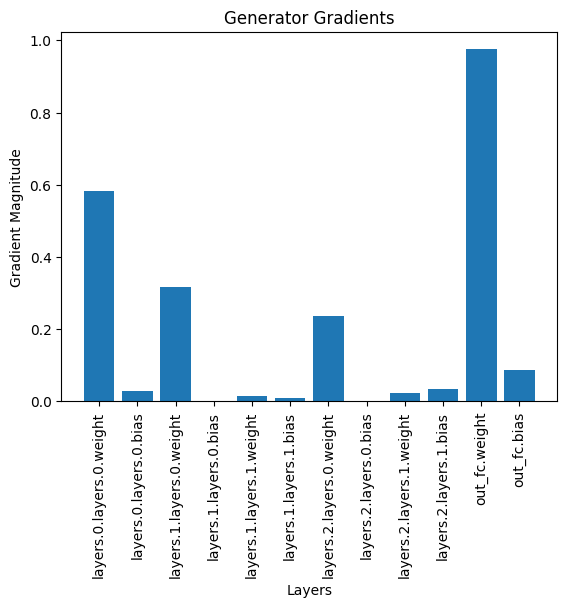 Generator Gradients
Gradient Magnitude
1.0
0.8
0.6
0.4
0.2
0.0
layers.0.layers.0.weight
layers.0.layers.0.bias
layers.1.layers.0.weight
layers.1.layers.0.bias
layers.1.layers.1.weight
layers.1.layers.1.bias
layers.2.layers.0.weight
layers.2.layers.0.bias
layers.2.layers.1.weight
layers.2.layers.1.bias
out_fc.weight
out_fc.bias
Layers